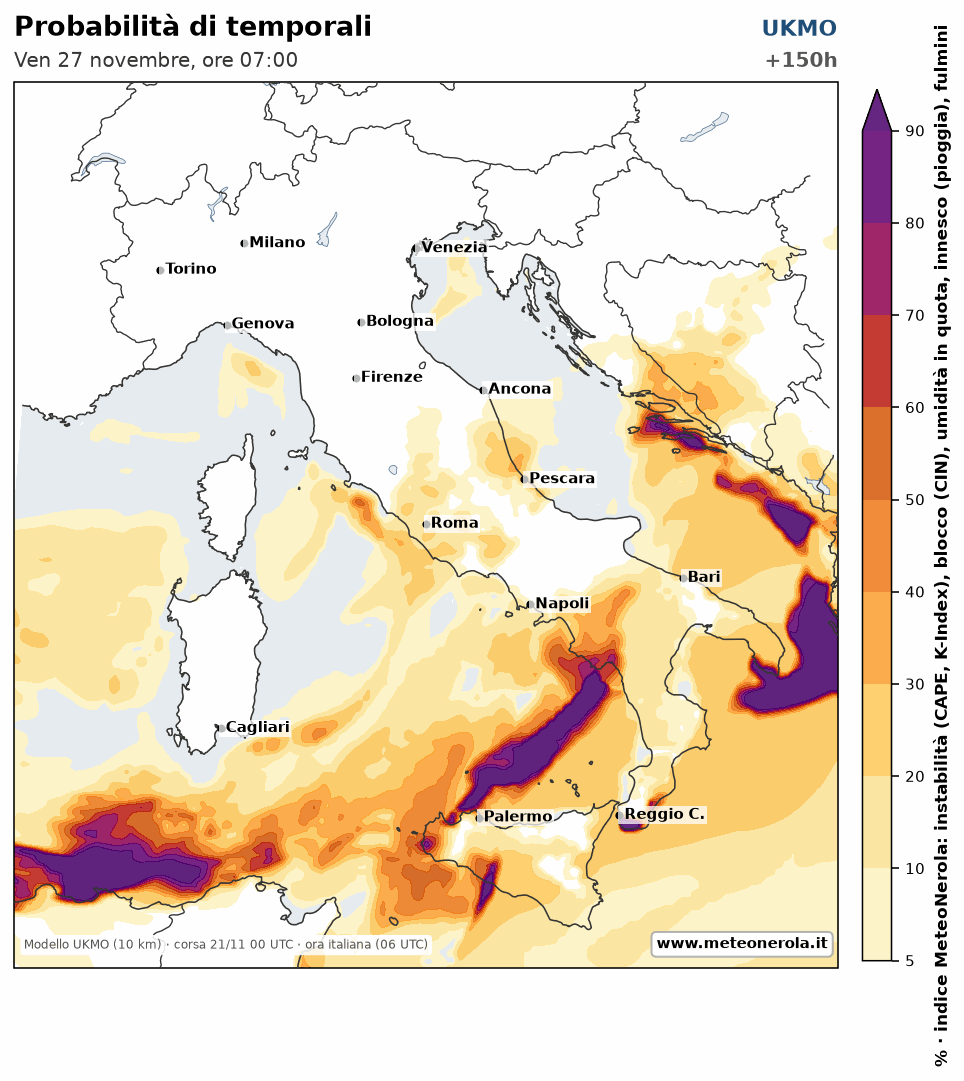 Probabilità di temporali
UKMO
Ven 27 novembre, ore 07:00
+150h
Milano
Venezia
Torino
Genova
Bologna
Firenze
Ancona
Pescara
Roma
Bari
Napoli
Cagliari
Palermo
Reggio C.
Modello UKMO (10 km) · corsa 21/11 00 UTC · ora italiana (06 UTC)
www.meteonerola.it
90
80
70
60
50
40
30
20
10
5
% · indice MeteoNerola: instabilità (CAPE, K-Index), blocco (CIN), umidità in quota, innesco (pioggia), fulmini